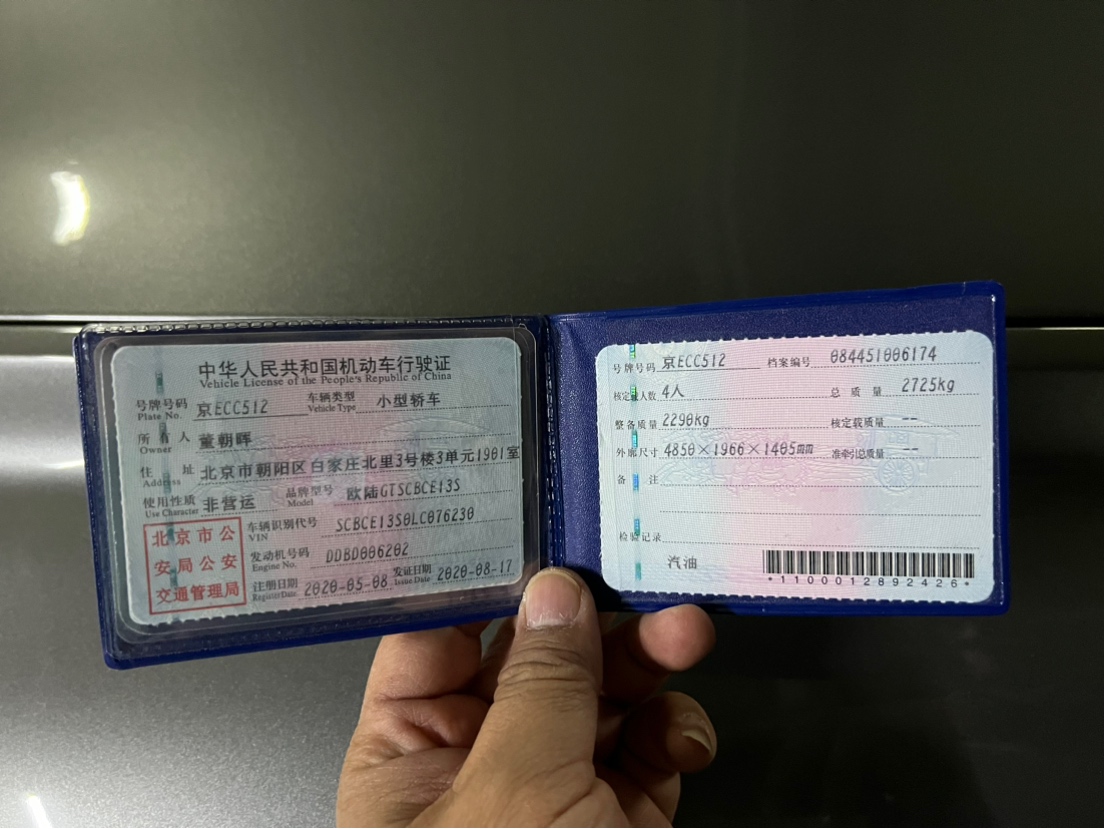 中华人民共和国机动车行驶证
Vehicle License of the People's Republic of China
号牌号码 京ECC512 车辆类型 小型轿车
Plate No. Vehicle Type
所有人 董朝晖
Owner
住址 北京市朝阳区白家庄北里3号楼3单元1901室
Address
使用性质 非营运 品牌型号 欧陆GTSCBCE13S
Use Character Model
北京市公
安局公安
交通管理局
车辆识别代号 SCBCE13S0LC076230
VIN
发动机号码 DDBD006202
Engine No.
注册日期 2020-05-08 发证日期 2020-08-17
Register Date Issue Date
号牌号码 京ECC512 档案编号 084451006174
核定载人数 4人 总质量 2725kg
整备质量 2290kg 核定载质量 --
外廓尺寸 4850×1966×1405mm 准牵引总质量 --
备注
检验记录
汽油
*1100012892426*